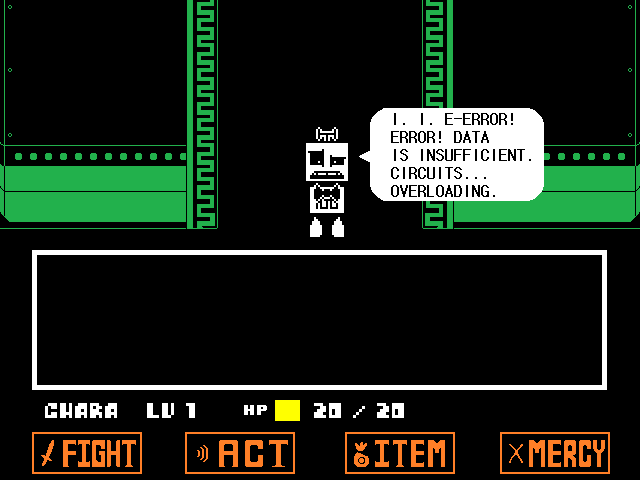 I. I. E-ERROR!
ERROR! DATA
IS INSUFFICIENT.
CIRCUITS...
OVERLOADING.
CHARA LV 1 HP 20 / 20
FIGHT ACT ITEM MERCY